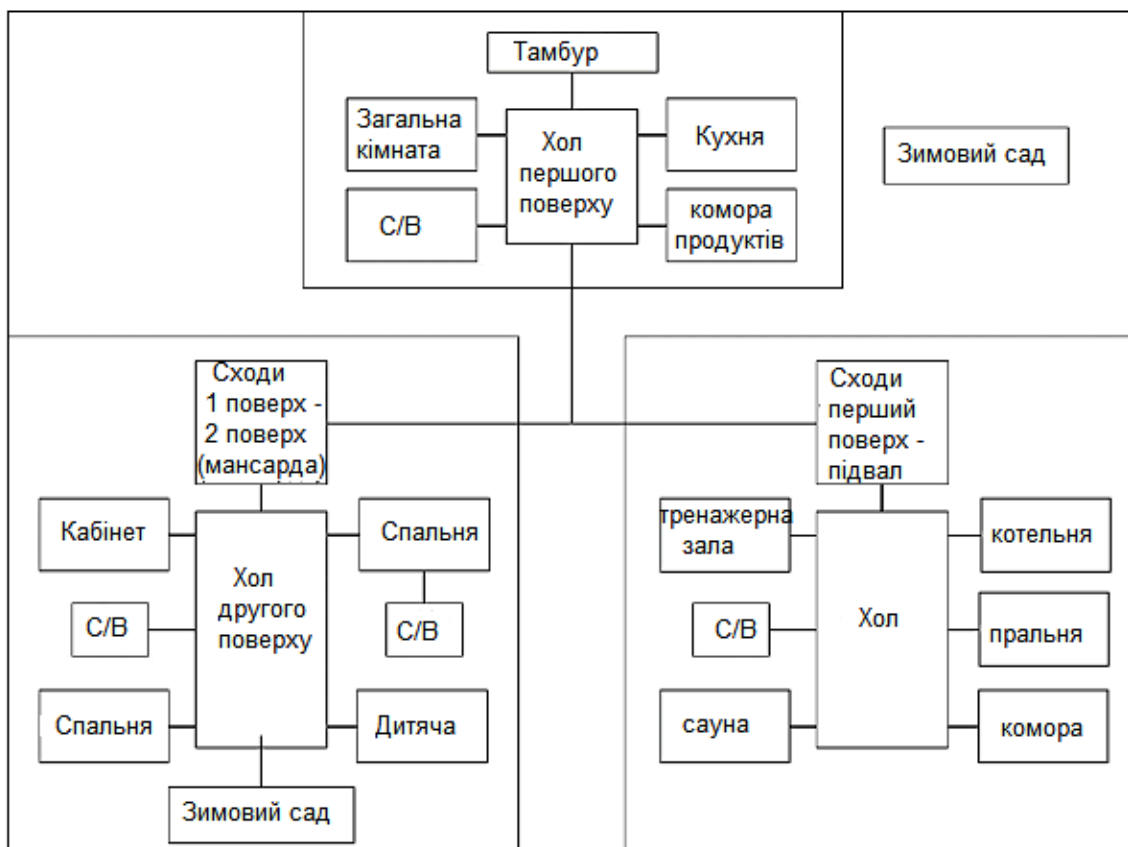 Тамбур
Загальна
кімната
Хол
першого
поверху
Кухня
С/В
комора
продуктів
Зимовий сад
Сходи
1 поверх -
2 поверх
(мансарда)
Кабінет
Спальня
Хол
другого
поверху
С/В
С/В
Спальня
Дитяча
Зимовий сад
Сходи
перший
поверх -
підвал
тренажерна
зала
котельня
Хол
С/В
пральня
сауна
комора